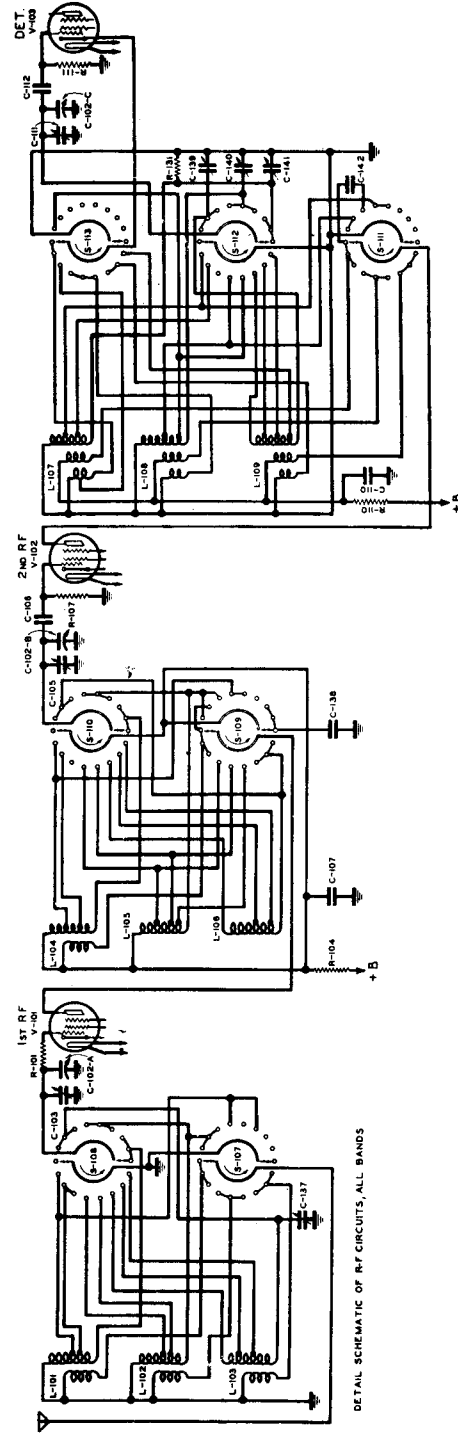 1ST RF
V-101
R-101
C-103
C-102-A
S-108
S-107
L-101
L-102
L-103
C-137
DETAIL SCHEMATIC OF R-F CIRCUITS, ALL BANDS
2ND RF
V-102
C-106
C-102-B
R-107
C-105
S-110
S-109
L-104
L-105
L-106
C-138
C-107
R-104
+B
DET.
V-103
R-111
C-112
C-102-C
C-111
R-131
C-139
C-140
C-141
C-142
S-113
S-112
S-111
L-107
L-108
L-109
C-110
R-110
+B